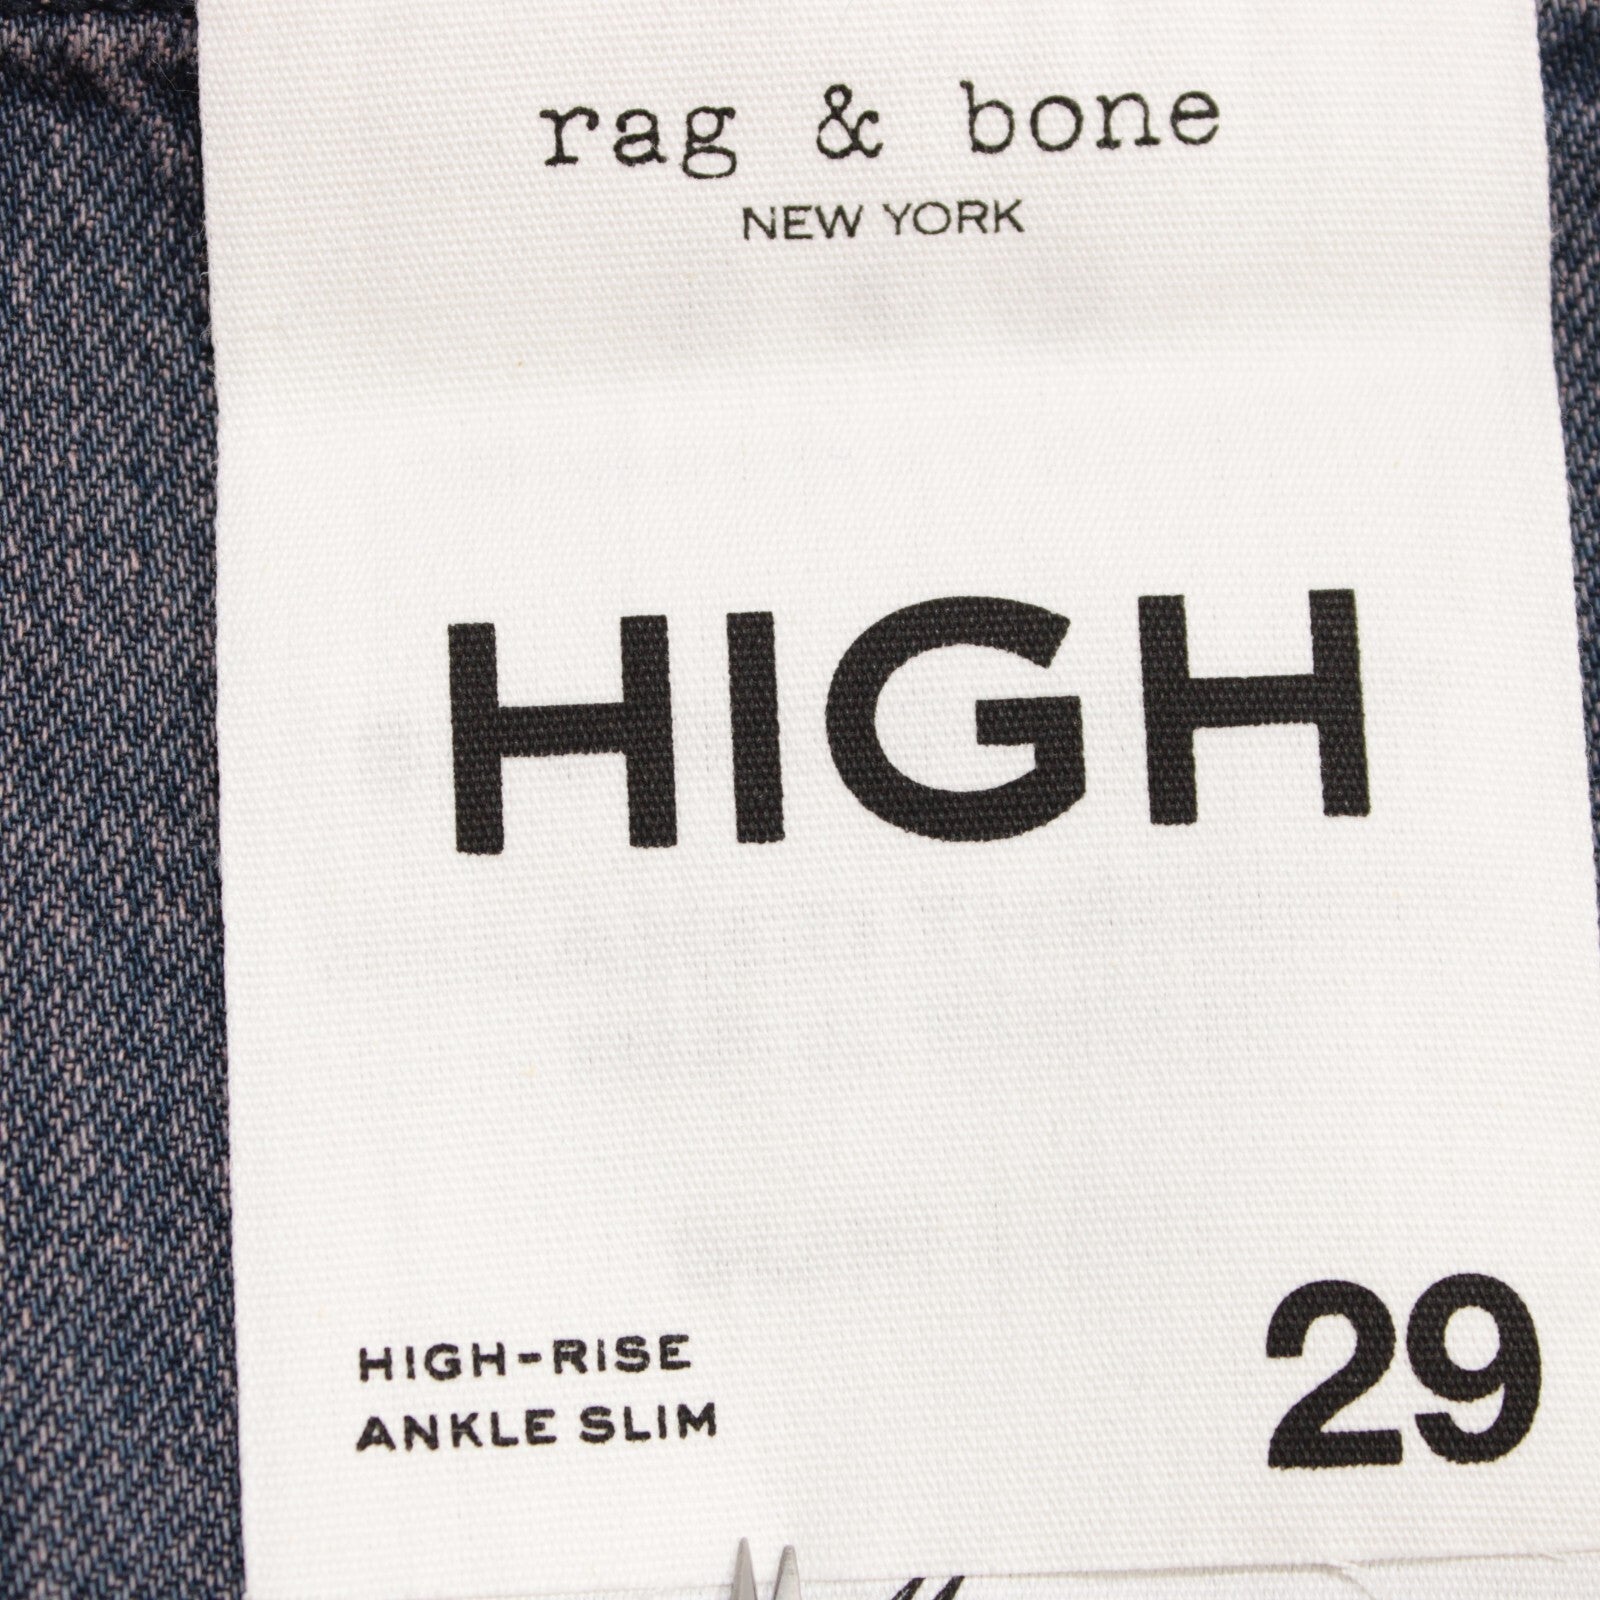 rag & bone
NEW YORK
HIGH
HIGH-RISE
ANKLE SLIM
29